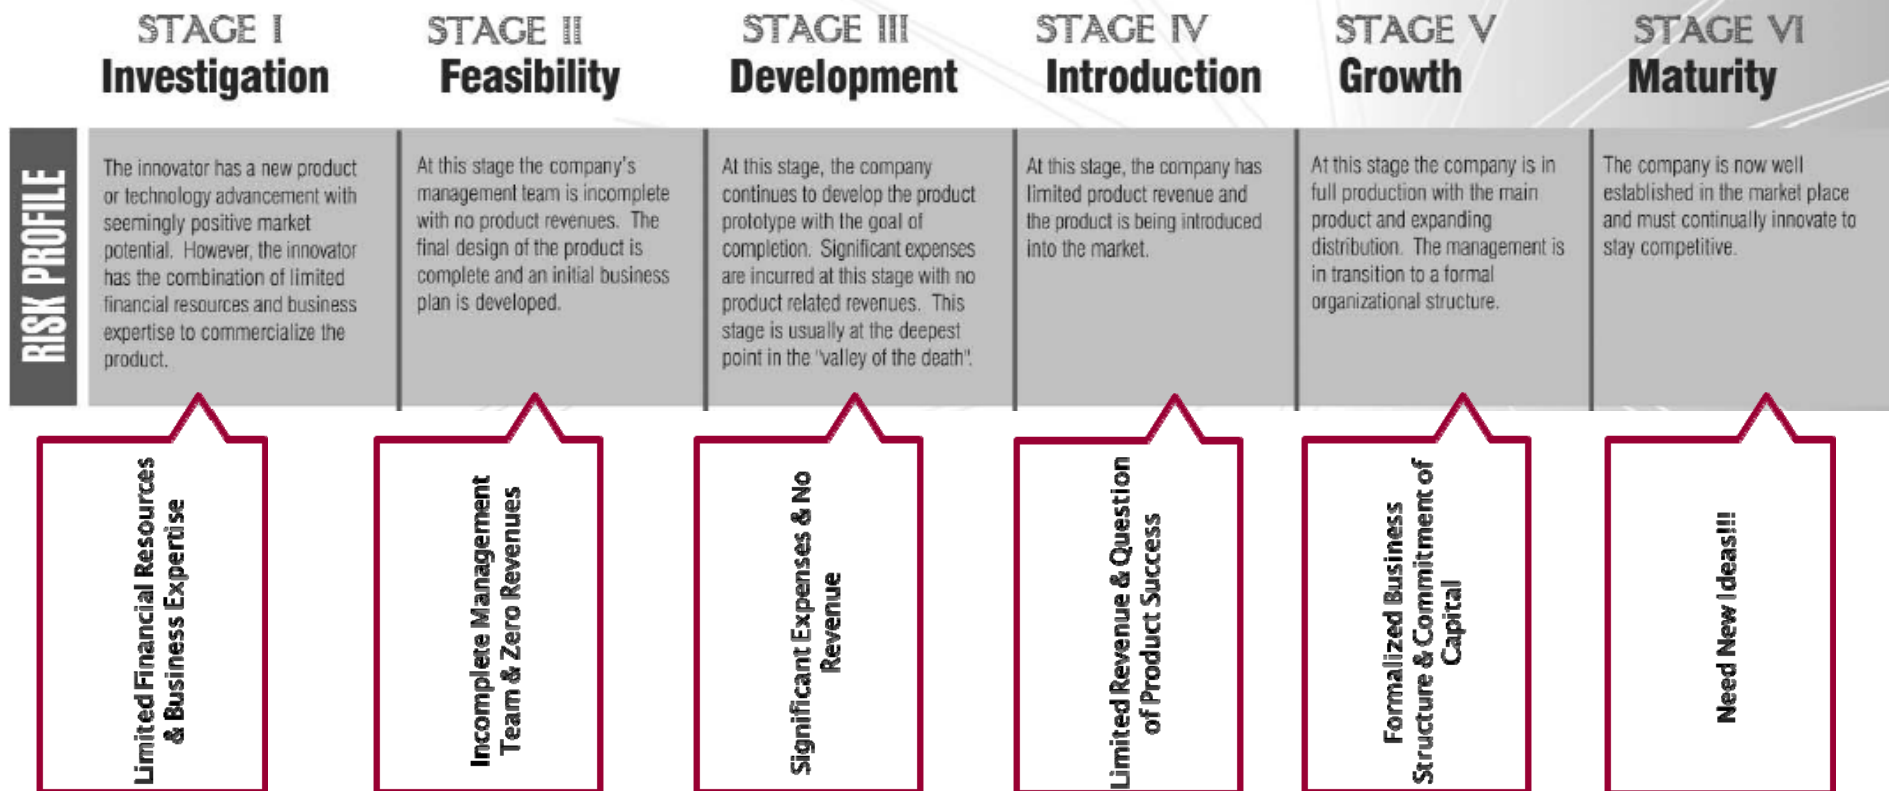 STAGE I
Investigation
STAGE II
Feasibility
STAGE III
Development
STAGE IV
Introduction
STAGE V
Growth
STAGE VI
Maturity
RISK PROFILE
The innovator has a new product
or technology advancement with
seemingly positive market
potential. However, the innovator
has the combination of limited
financial resources and business
expertise to commercialize the
product.
At this stage the company's
management team is incomplete
with no product revenues. The
final design of the product is
complete and an initial business
plan is developed.
At this stage, the company
continues to develop the product
prototype with the goal of
completion. Significant expenses
are incurred at this stage with no
product related revenues. This
stage is usually at the deepest
point in the "valley of the death".
At this stage, the company has
limited product revenue and
the product is being introduced
into the market.
At this stage the company is in
full production with the main
product and expanding
distribution. The management is
in transition to a formal
organizational structure.
The company is now well
established in the market place
and must continually innovate to
stay competitive.
Limited Financial Resources
& Business Expertise
Incomplete Management
Team & Zero Revenues
Significant Expenses & No
Revenue
Limited Revenue & Question
of Product Success
Formalized Business
Structure & Commitment of
Capital
Need New Ideas!!!